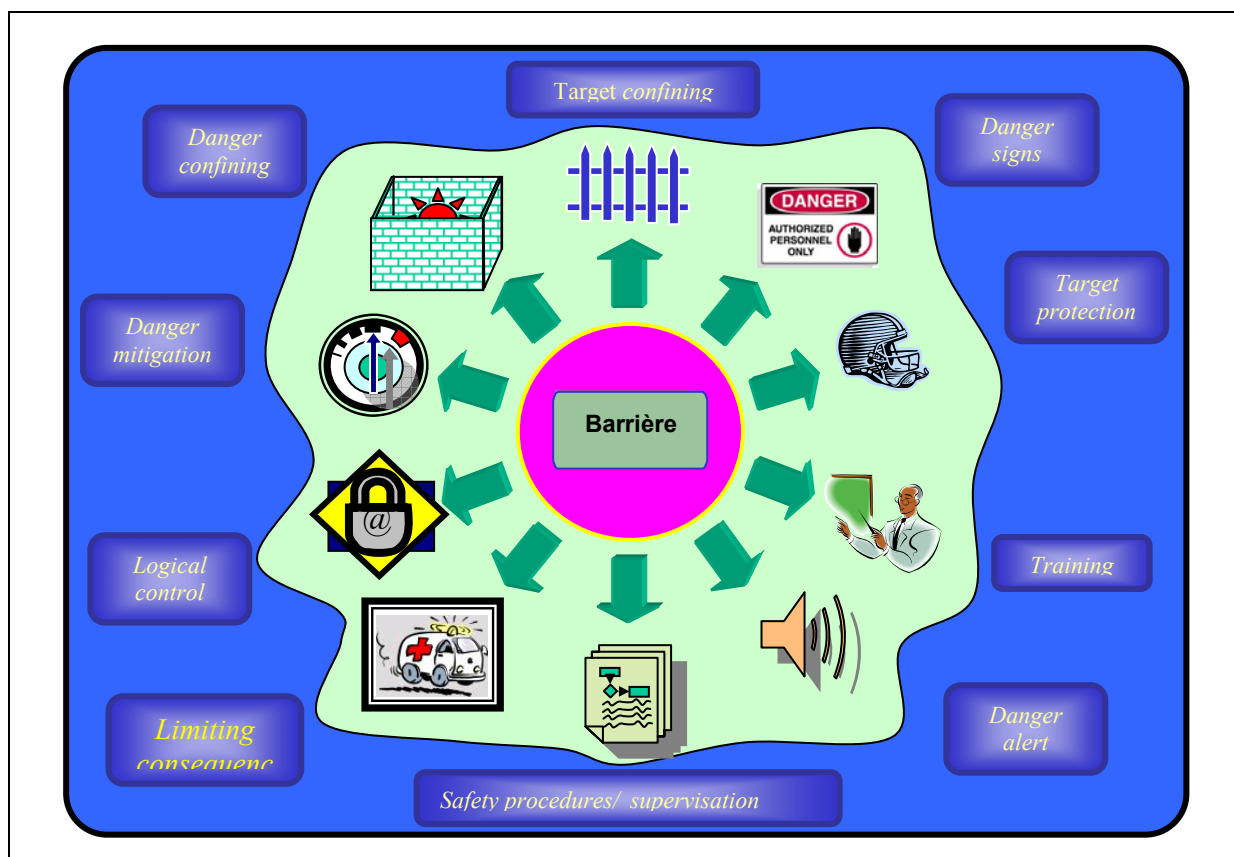 Target confining
Danger
confining
Danger
signs
DANGER
AUTHORIZED
PERSONNEL
ONLY
Target
protection
Danger
mitigation
Barrière
@
Logical
control
Training
Limiting
consequenc
Danger
alert
Safety procedures/ supervisation